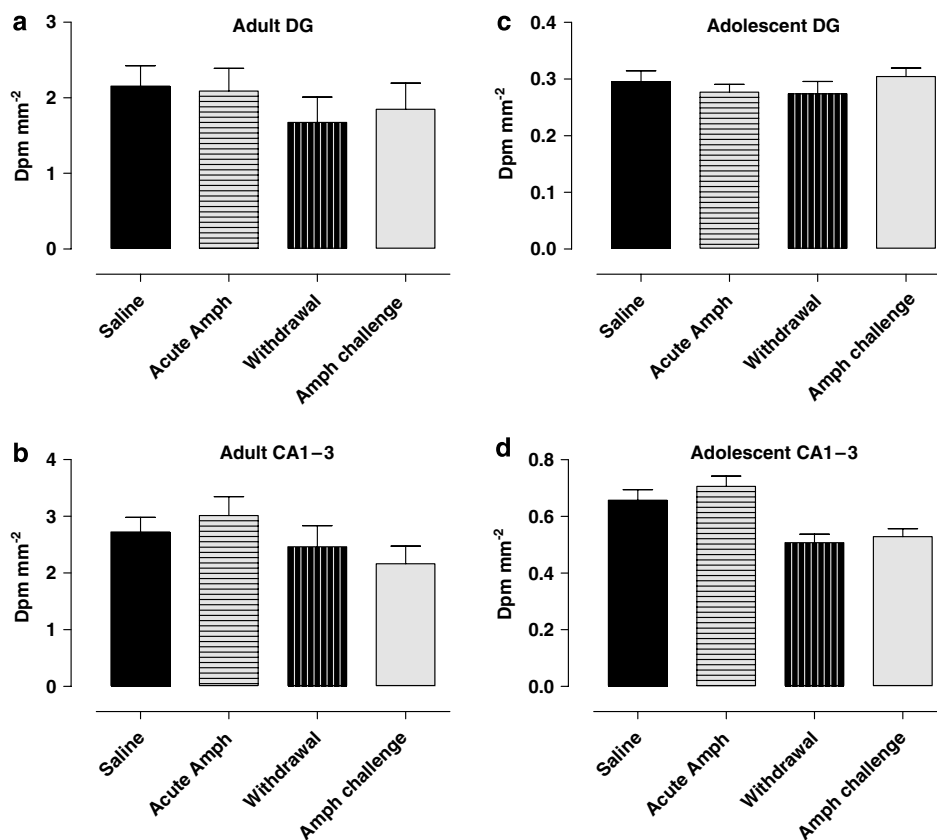 a
Adult DG
Dpm mm-2
3
2
1
0
Saline
Acute Amph
Withdrawal
Amph challenge
c
Adolescent DG
Dpm mm-2
0.4
0.3
0.2
0.1
0.0
Saline
Acute Amph
Withdrawal
Amph challenge
b
Adult CA1–3
Dpm mm-2
4
3
2
1
0
Saline
Acute Amph
Withdrawal
Amph challenge
d
Adolescent CA1–3
Dpm mm-2
0.8
0.6
0.4
0.2
0.0
Saline
Acute Amph
Withdrawal
Amph challenge